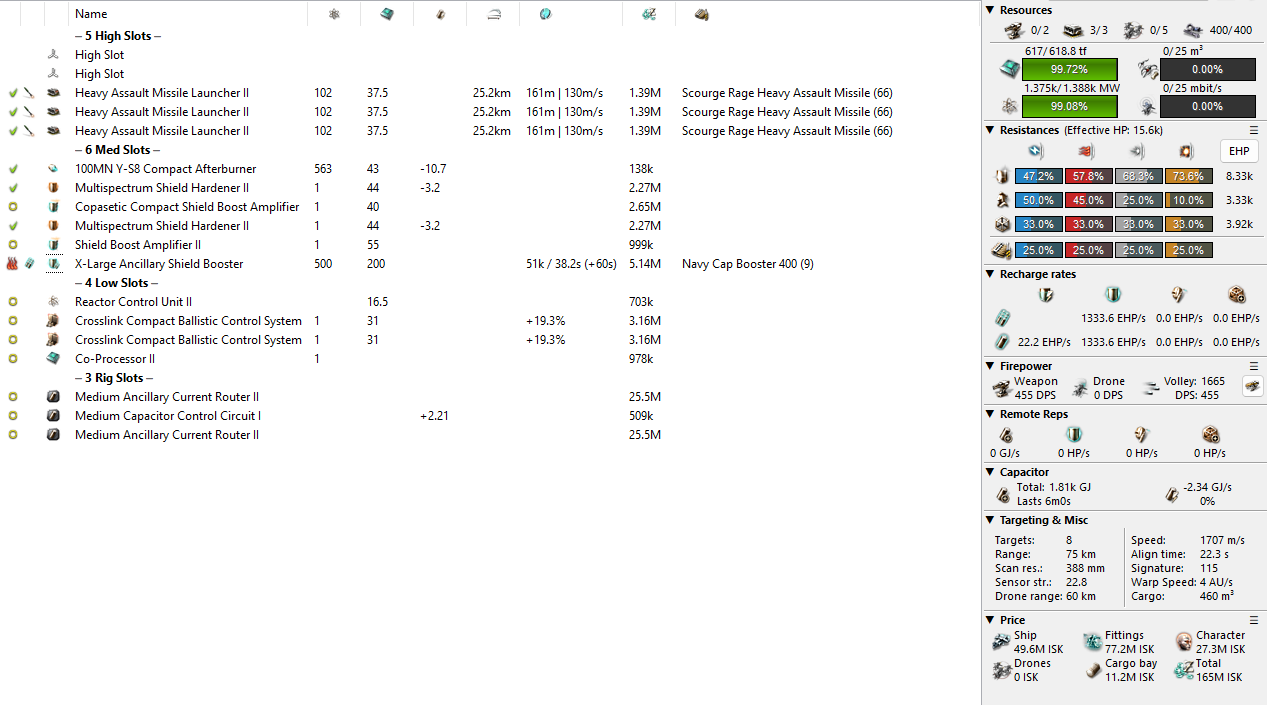 Name
– 5 High Slots –
High Slot
High Slot
Heavy Assault Missile Launcher II 102 37.5 25.2km 161m | 130m/s 1.39M Scourge Rage Heavy Assault Missile (66)
Heavy Assault Missile Launcher II 102 37.5 25.2km 161m | 130m/s 1.39M Scourge Rage Heavy Assault Missile (66)
Heavy Assault Missile Launcher II 102 37.5 25.2km 161m | 130m/s 1.39M Scourge Rage Heavy Assault Missile (66)
– 6 Med Slots –
100MN Y-S8 Compact Afterburner 563 43 -10.7 138k
Multispectrum Shield Hardener II 1 44 -3.2 2.27M
Copasetic Compact Shield Boost Amplifier 1 40 2.65M
Multispectrum Shield Hardener II 1 44 -3.2 2.27M
Shield Boost Amplifier II 1 55 999k
X-Large Ancillary Shield Booster 500 200 51k / 38.2s (+60s) 5.14M Navy Cap Booster 400 (9)
– 4 Low Slots –
Reactor Control Unit II 16.5 703k
Crosslink Compact Ballistic Control System 1 31 +19.3% 3.16M
Crosslink Compact Ballistic Control System 1 31 +19.3% 3.16M
Co-Processor II 1 978k
– 3 Rig Slots –
Medium Ancillary Current Router II 25.5M
Medium Capacitor Control Circuit I +2.21 509k
Medium Ancillary Current Router II 25.5M
Resources
0/2 3/3 0/5 400/400
617/ 618.8 tf 0/25 m³
99.72% 0.00%
1.375k/ 1.388k MW 0/25 mbit/s
99.08% 0.00%
Resistances (Effective HP: 15.6k)
EHP
47.2% 57.8% 68.3% 73.6% 8.33k
50.0% 45.0% 25.0% 10.0% 3.33k
33.0% 33.0% 33.0% 33.0% 3.92k
25.0% 25.0% 25.0% 25.0%
Recharge rates
1333.6 EHP/s 0.0 EHP/s 0.0 EHP/s
22.2 EHP/s 1333.6 EHP/s 0.0 EHP/s 0.0 EHP/s
Firepower
Weapon Drone Volley: 1665
455 DPS 0 DPS DPS: 455
Remote Reps
0 GJ/s 0 HP/s 0 HP/s 0 HP/s
Capacitor
Total: 1.81k GJ -2.34 GJ/s
Lasts 6m0s 0%
Targeting & Misc
Targets: 8 Speed: 1707 m/s
Range: 75 km Align time: 22.3 s
Scan res.: 388 mm Signature: 115
Sensor str.: 22.8 Warp Speed: 4 AU/s
Drone range: 60 km Cargo: 460 m³
Price
Ship Fittings Character
49.6M ISK 77.2M ISK 27.3M ISK
Drones Cargo bay Total
0 ISK 11.2M ISK 165M ISK